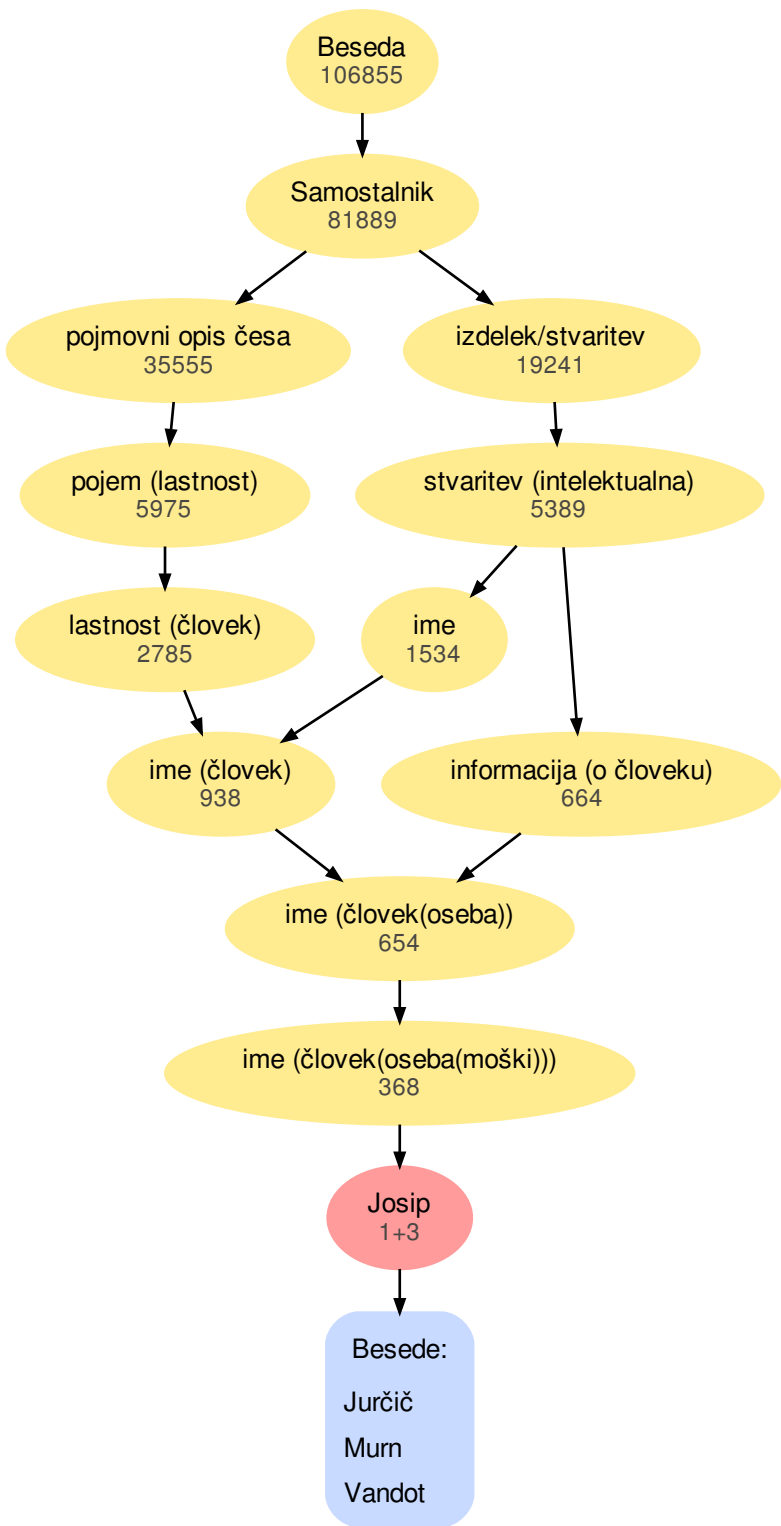 Beseda
106855
Samostalnik
81889
pojmovni opis česa
35555
izdelek/stvaritev
19241
pojem (lastnost)
5975
stvaritev (intelektualna)
5389
lastnost (človek)
2785
ime
1534
ime (človek)
938
informacija (o človeku)
664
ime (človek(oseba))
654
ime (človek(oseba(moški)))
368
Josip
1+3
Besede:
Jurčič
Murn
Vandot